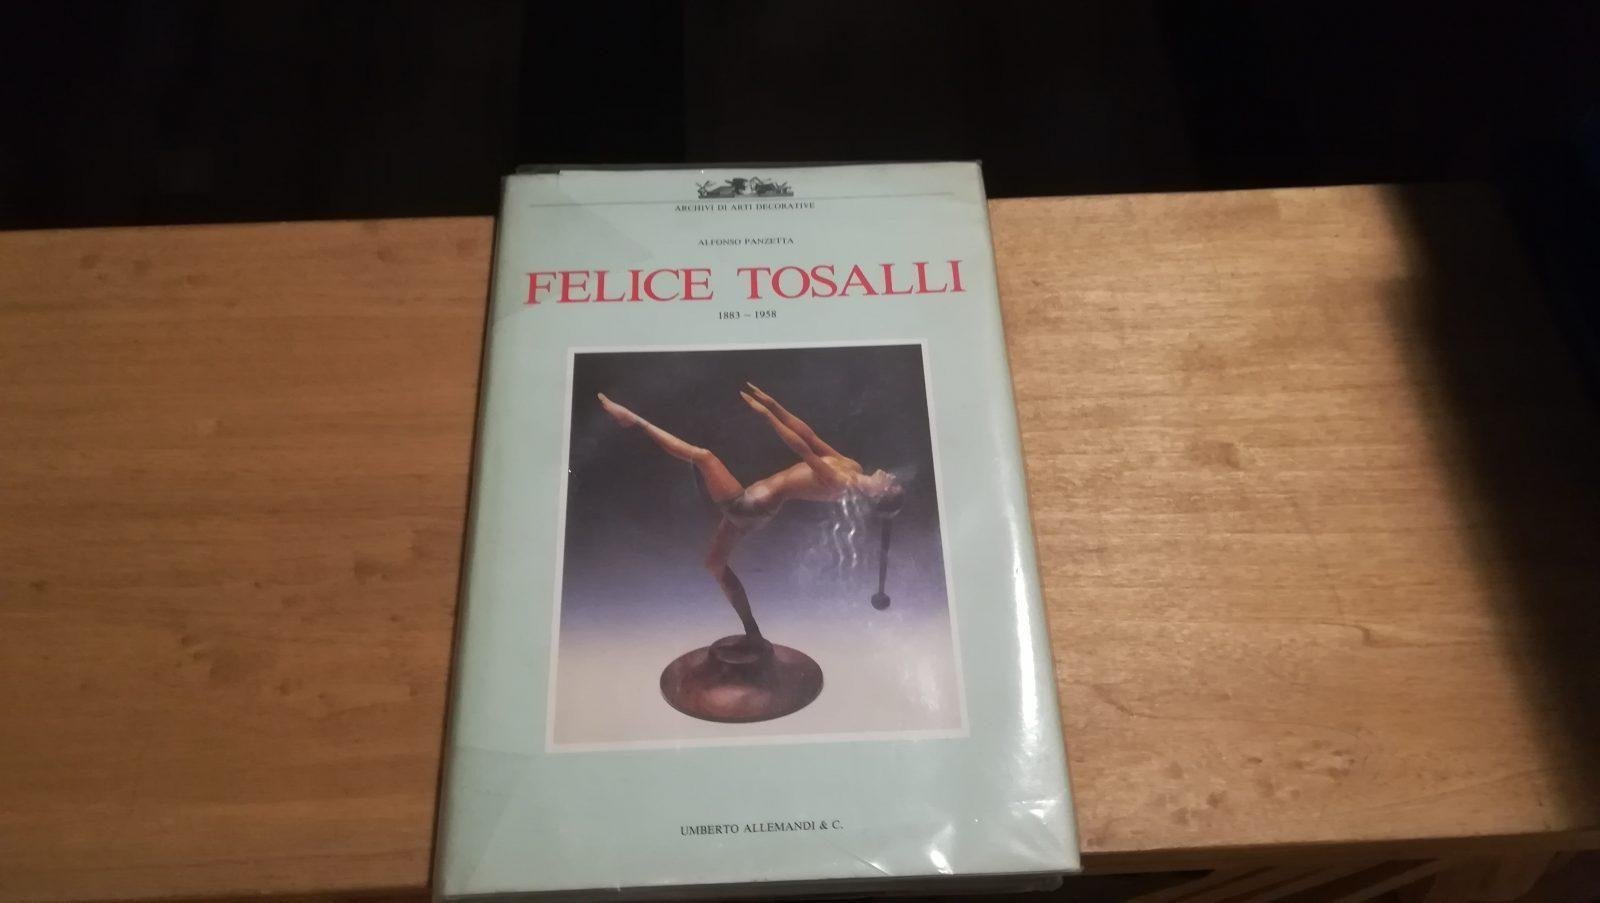 ARCHIVI DI ARTI DECORATIVE
ALFONSO PANZETTA
FELICE TOSALLI
1883 ~ 1958
UMBERTO ALLEMANDI & C.